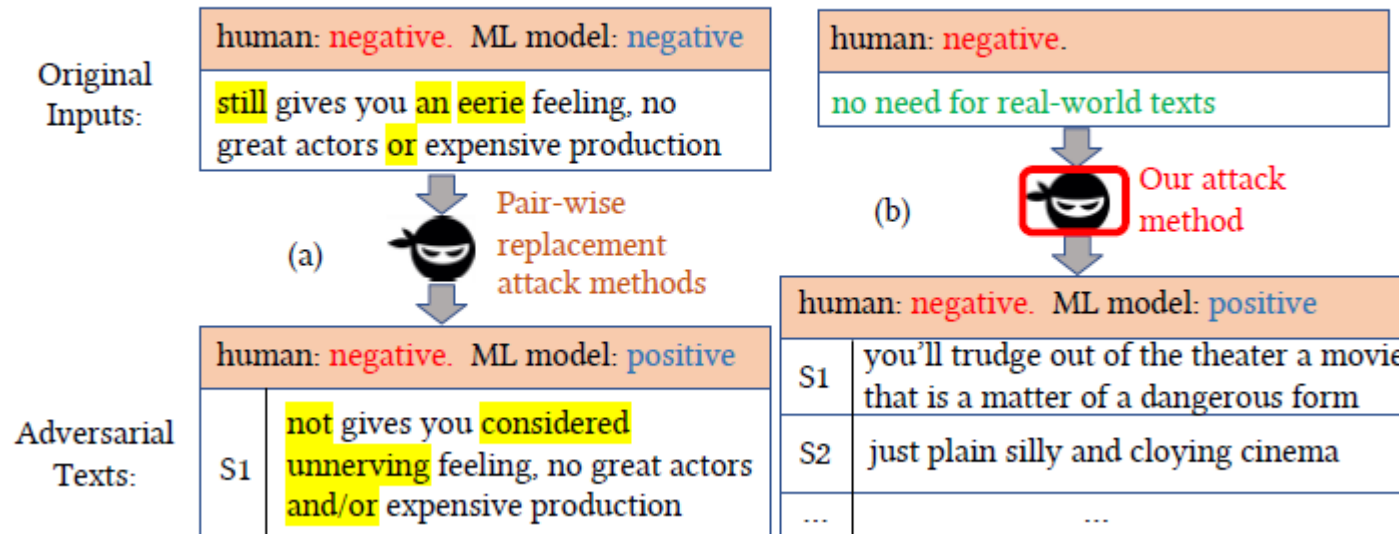 Original
Inputs:
human: negative. ML model: negative
still gives you an eerie feeling, no
great actors or expensive production
Pair-wise
replacement
attack methods
(a)
Adversarial
Texts:
human: negative. ML model: positive
S1
not gives you considered
unnerving feeling, no great actors
and/or expensive production
human: negative.
no need for real-world texts
(b)
Our attack
method
human: negative. ML model: positive
S1
you'll trudge out of the theater a movie
that is a matter of a dangerous form
S2
just plain silly and cloying cinema
...
...